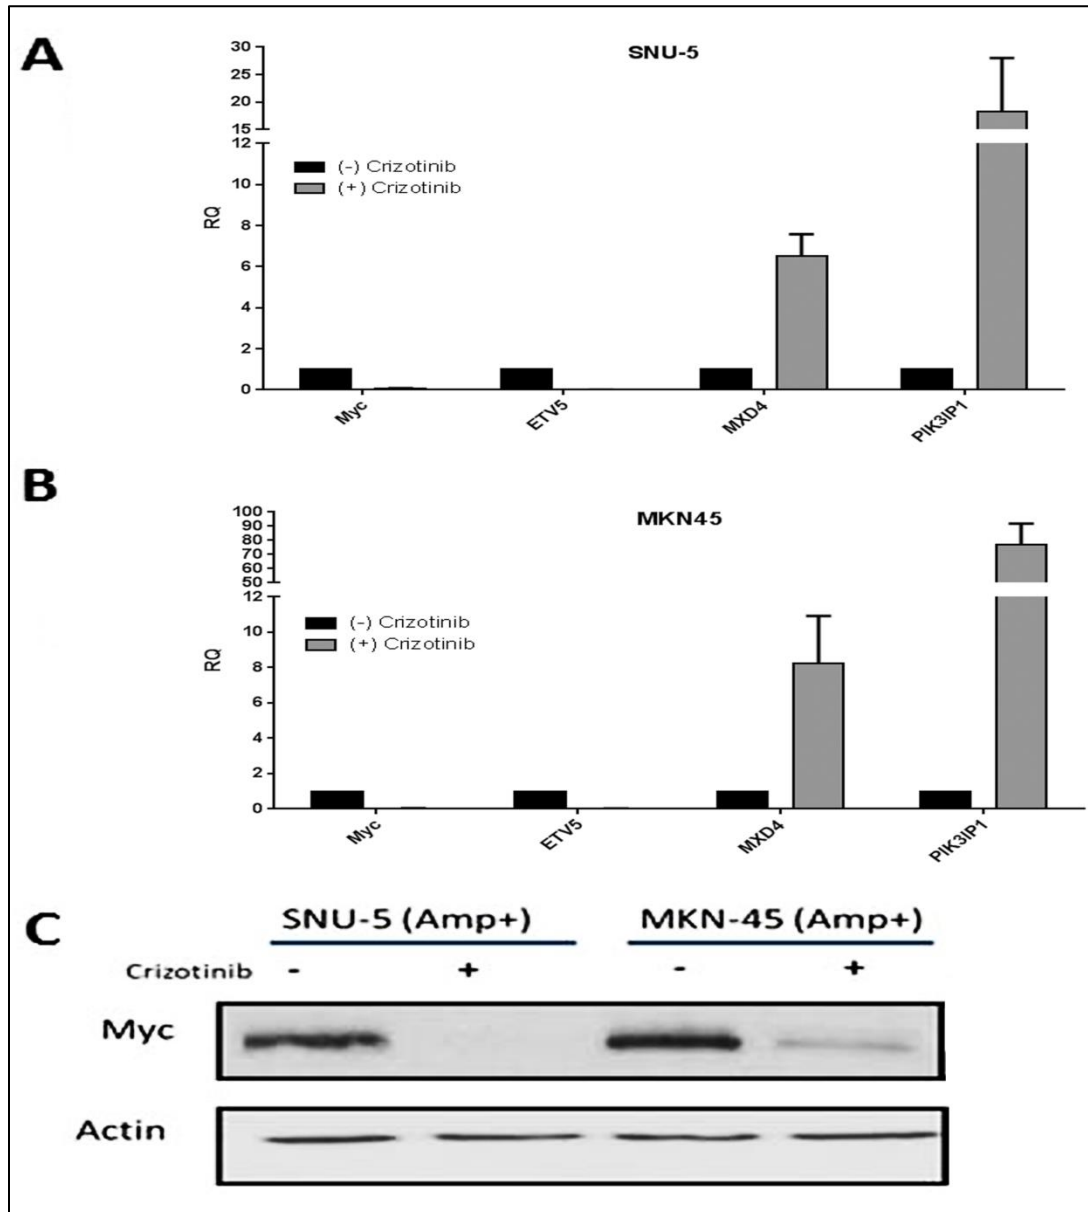 A
SNU-5
30
25
20
15
12
10
8
6
4
2
0
RQ
(-) Crizotinib
(+) Crizotinib
Myc
ETV5
MXD4
PIK3IP1
B
MKN45
100
90
80
70
60
50
12
10
8
6
4
2
0
RQ
(-) Crizotinib
(+) Crizotinib
Myc
ETV5
MXD4
PIK3IP1
C
SNU-5 (Amp+) MKN-45 (Amp+)
Crizotinib - + - +
Myc
Actin